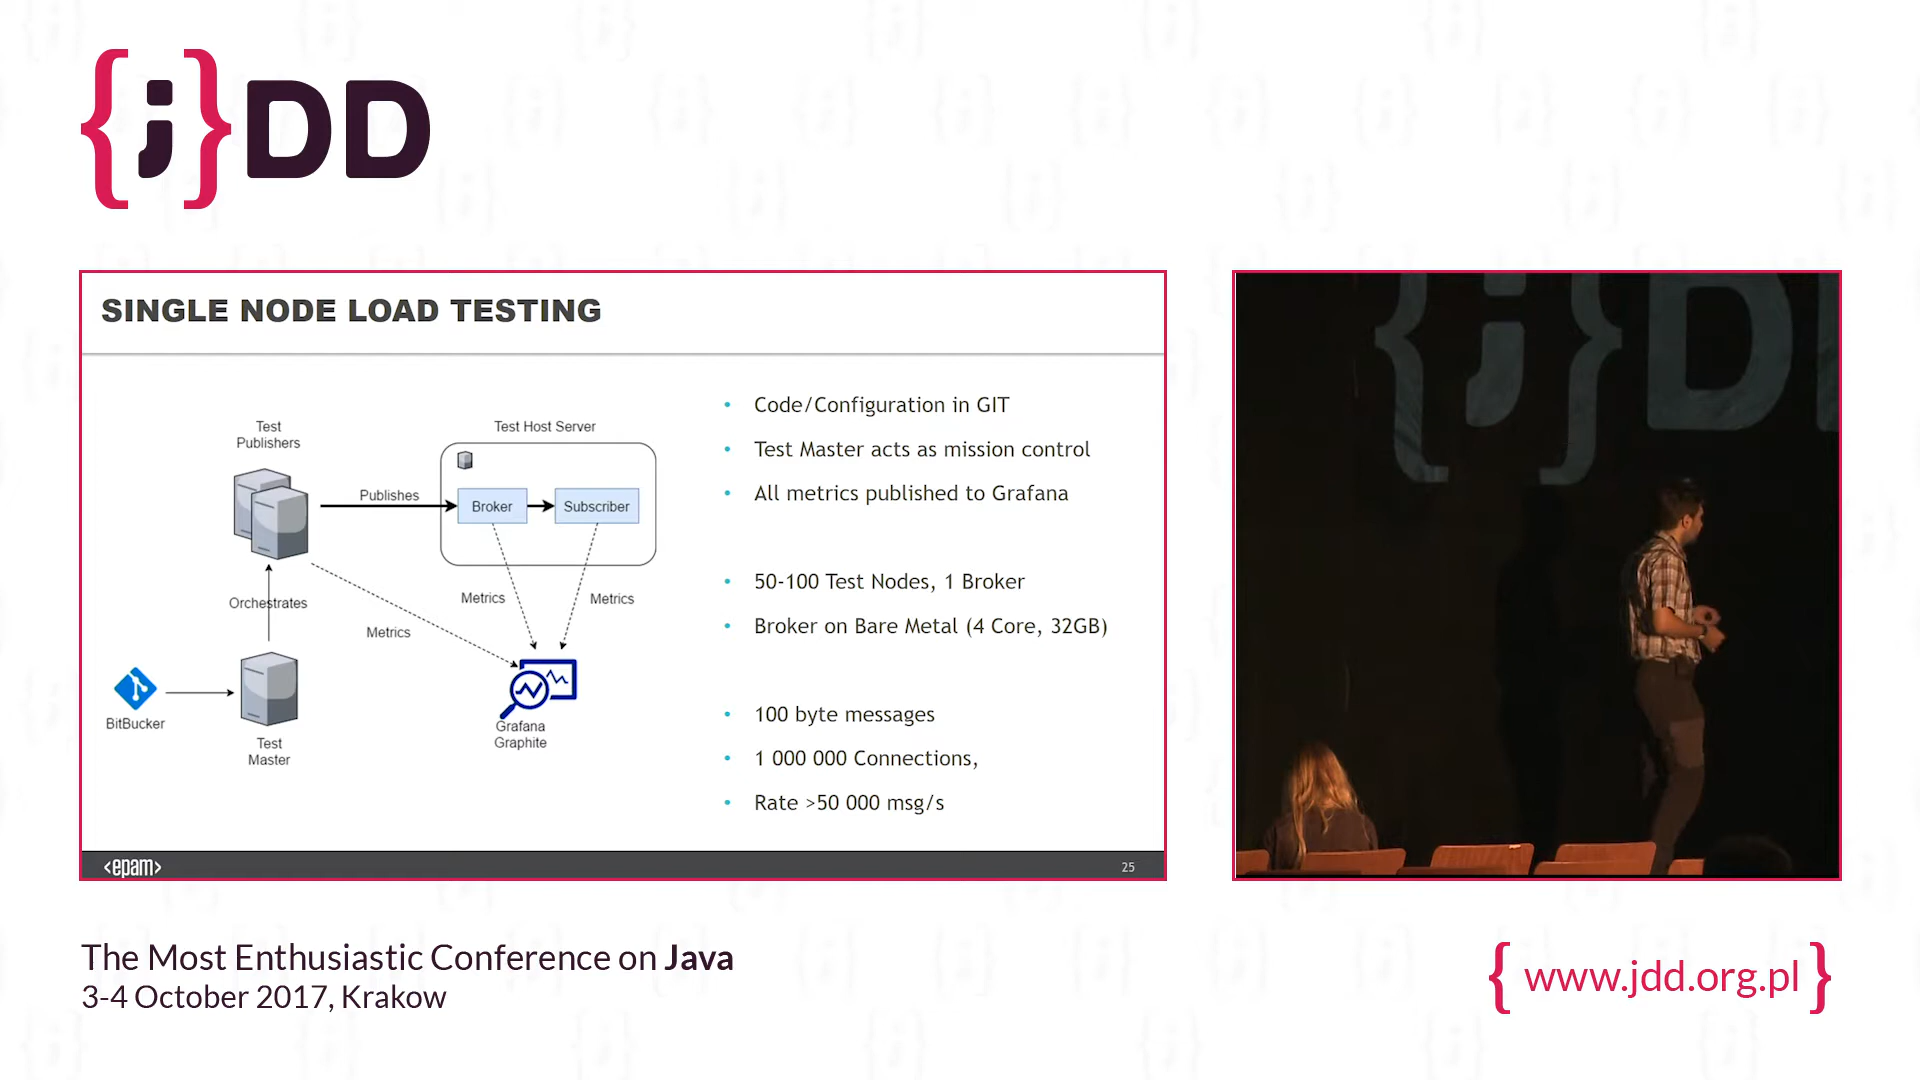 {;}DD
SINGLE NODE LOAD TESTING
Test
Publishers
Test Host Server
Publishes
Broker
Subscriber
Orchestrates
Metrics
Metrics
Metrics
BitBucker
Test
Master
Grafana
Graphite
• Code/Configuration in GIT
• Test Master acts as mission control
• All metrics published to Grafana
• 50-100 Test Nodes, 1 Broker
• Broker on Bare Metal (4 Core, 32GB)
• 100 byte messages
• 1 000 000 Connections,
• Rate >50 000 msg/s
<epam>
25
{;}D
The Most Enthusiastic Conference on Java
3-4 October 2017, Krakow
{ www.jdd.org.pl }